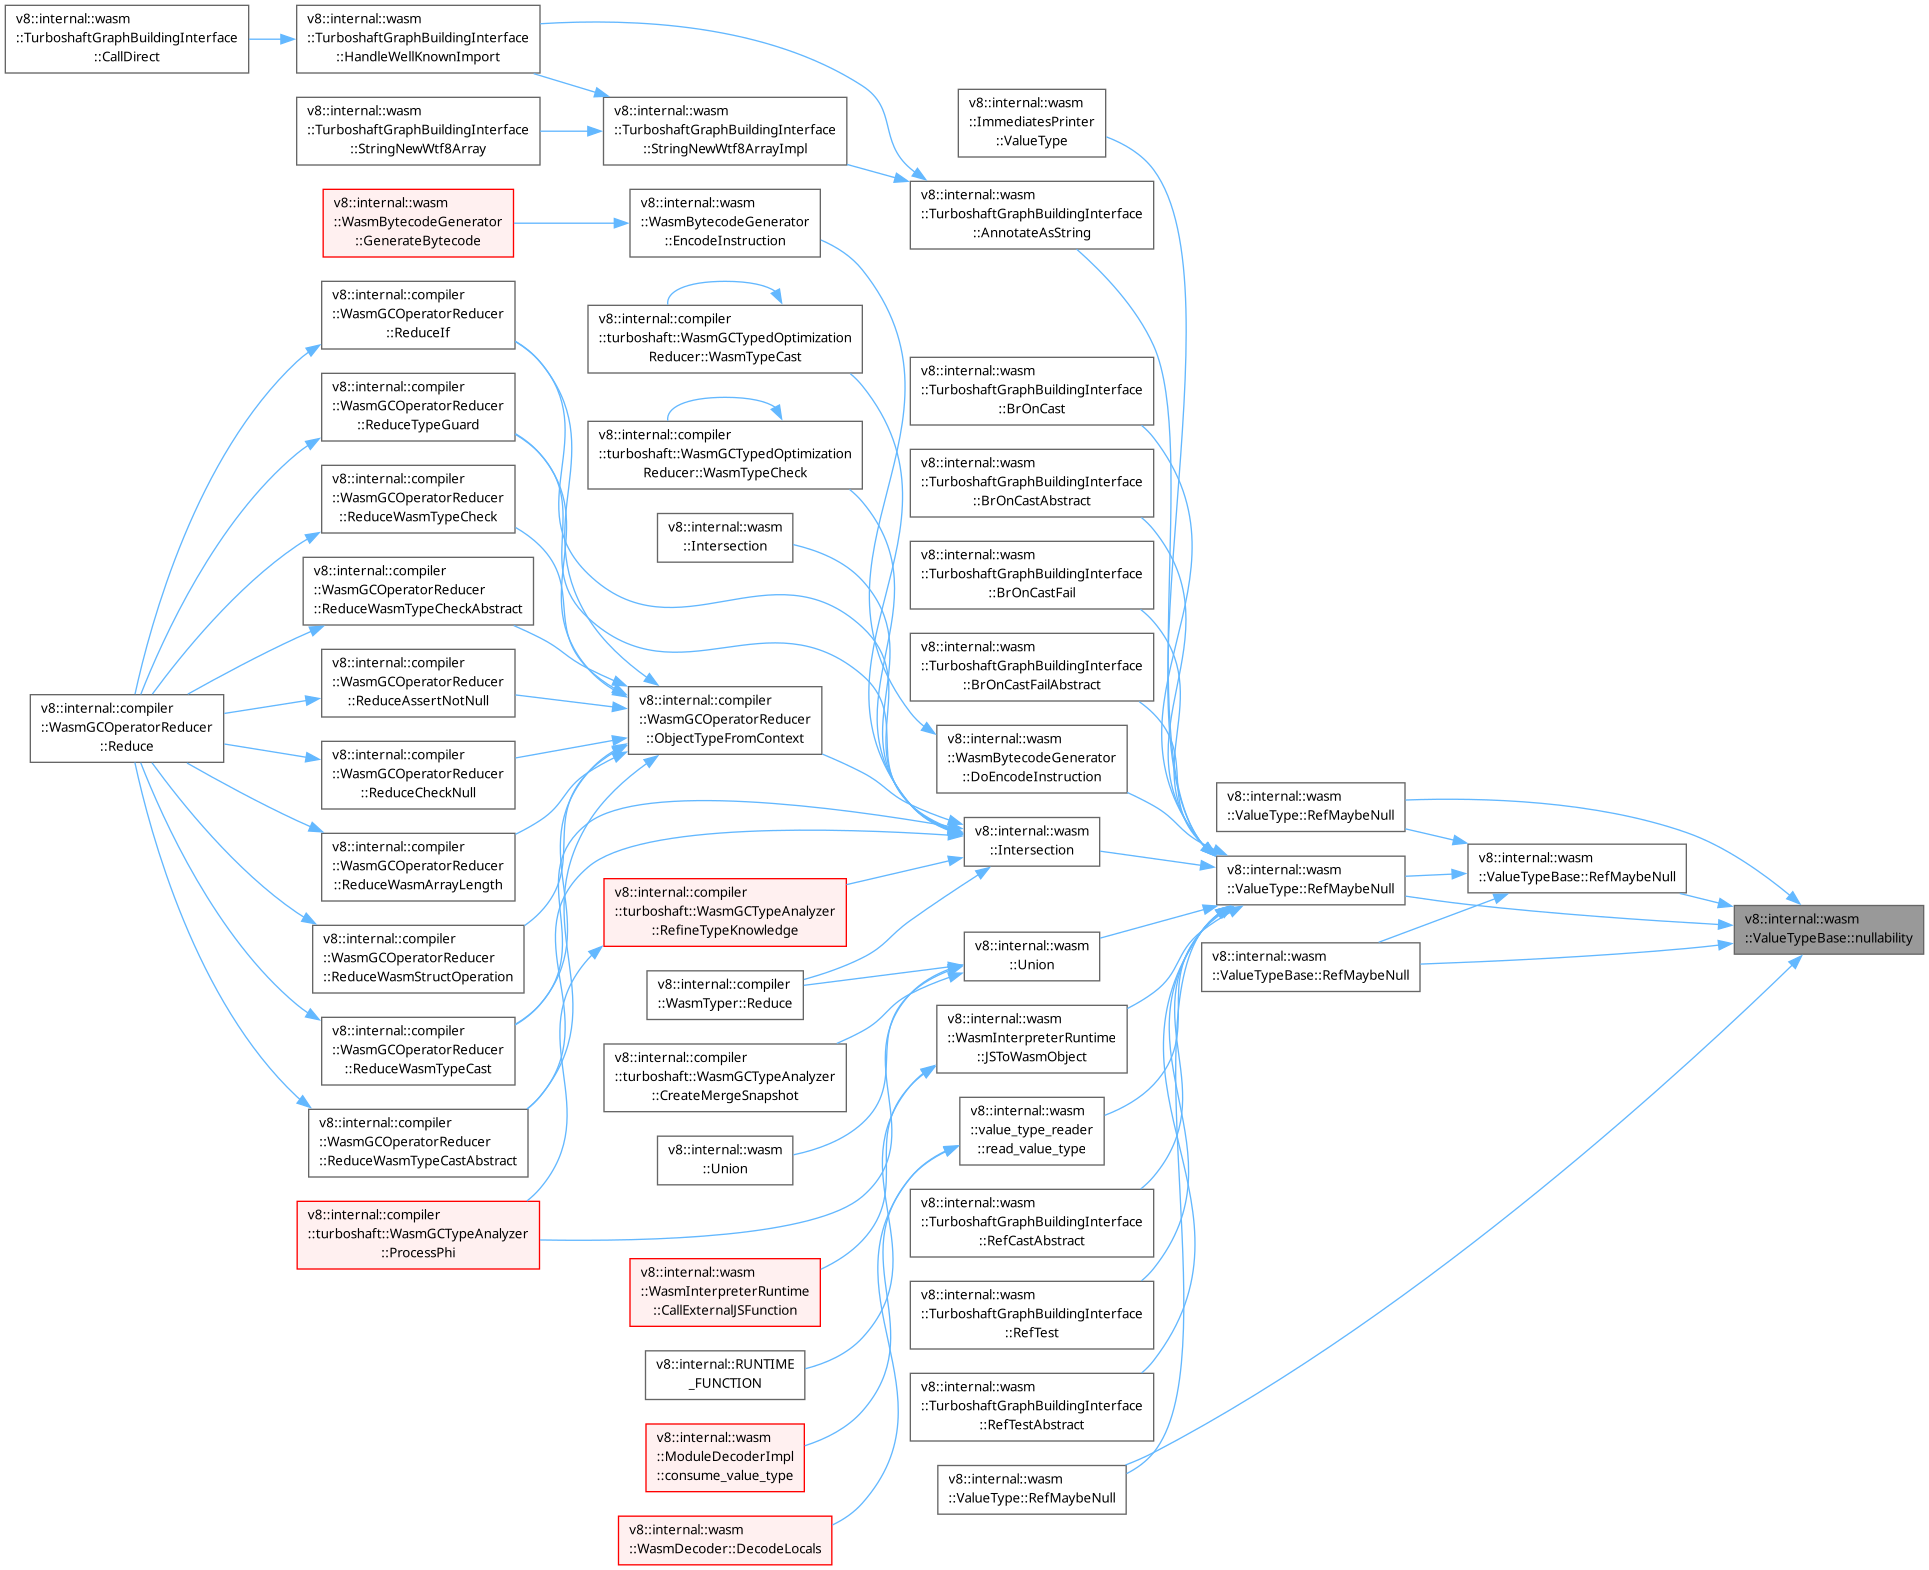 v8::internal::wasm
::TurboshaftGraphBuildingInterface
::CallDirect
v8::internal::wasm
::TurboshaftGraphBuildingInterface
::HandleWellKnownImport
v8::internal::wasm
::TurboshaftGraphBuildingInterface
::StringNewWtf8Array
v8::internal::wasm
::TurboshaftGraphBuildingInterface
::StringNewWtf8ArrayImpl
v8::internal::wasm
::ImmediatesPrinter
::ValueType
v8::internal::wasm
::TurboshaftGraphBuildingInterface
::AnnotateAsString
v8::internal::wasm
::WasmBytecodeGenerator
::GenerateBytecode
v8::internal::wasm
::WasmBytecodeGenerator
::EncodeInstruction
v8::internal::compiler
::WasmGCOperatorReducer
::ReduceIf
v8::internal::compiler
::turboshaft::WasmGCTypedOptimization
Reducer::WasmTypeCast
v8::internal::wasm
::TurboshaftGraphBuildingInterface
::BrOnCast
v8::internal::compiler
::WasmGCOperatorReducer
::ReduceTypeGuard
v8::internal::compiler
::turboshaft::WasmGCTypedOptimization
Reducer::WasmTypeCheck
v8::internal::wasm
::TurboshaftGraphBuildingInterface
::BrOnCastAbstract
v8::internal::compiler
::WasmGCOperatorReducer
::ReduceWasmTypeCheck
v8::internal::wasm
::Intersection
v8::internal::wasm
::TurboshaftGraphBuildingInterface
::BrOnCastFail
v8::internal::compiler
::WasmGCOperatorReducer
::ReduceWasmTypeCheckAbstract
v8::internal::wasm
::TurboshaftGraphBuildingInterface
::BrOnCastFailAbstract
v8::internal::compiler
::WasmGCOperatorReducer
::ReduceAssertNotNull
v8::internal::compiler
::WasmGCOperatorReducer
::Reduce
v8::internal::compiler
::WasmGCOperatorReducer
::ObjectTypeFromContext
v8::internal::wasm
::WasmBytecodeGenerator
::DoEncodeInstruction
v8::internal::compiler
::WasmGCOperatorReducer
::ReduceCheckNull
v8::internal::wasm
::ValueType::RefMaybeNull
v8::internal::wasm
::Intersection
v8::internal::compiler
::WasmGCOperatorReducer
::ReduceWasmArrayLength
v8::internal::wasm
::ValueType::RefMaybeNull
v8::internal::wasm
::ValueTypeBase::RefMaybeNull
v8::internal::compiler
::turboshaft::WasmGCTypeAnalyzer
::RefineTypeKnowledge
v8::internal::wasm
::ValueTypeBase::nullability
v8::internal::compiler
::WasmGCOperatorReducer
::ReduceWasmStructOperation
v8::internal::wasm
::Union
v8::internal::wasm
::ValueTypeBase::RefMaybeNull
v8::internal::compiler
::WasmTyper::Reduce
v8::internal::compiler
::WasmGCOperatorReducer
::ReduceWasmTypeCast
v8::internal::compiler
::turboshaft::WasmGCTypeAnalyzer
::CreateMergeSnapshot
v8::internal::wasm
::WasmInterpreterRuntime
::JSToWasmObject
v8::internal::compiler
::WasmGCOperatorReducer
::ReduceWasmTypeCastAbstract
v8::internal::wasm
::Union
v8::internal::wasm
::value_type_reader
::read_value_type
v8::internal::compiler
::turboshaft::WasmGCTypeAnalyzer
::ProcessPhi
v8::internal::wasm
::TurboshaftGraphBuildingInterface
::RefCastAbstract
v8::internal::wasm
::WasmInterpreterRuntime
::CallExternalJSFunction
v8::internal::wasm
::TurboshaftGraphBuildingInterface
::RefTest
v8::internal::RUNTIME
_FUNCTION
v8::internal::wasm
::TurboshaftGraphBuildingInterface
::RefTestAbstract
v8::internal::wasm
::ModuleDecoderImpl
::consume_value_type
v8::internal::wasm
::ValueType::RefMaybeNull
v8::internal::wasm
::WasmDecoder::DecodeLocals